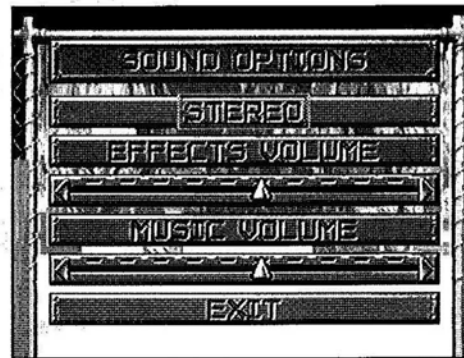 SOUND OPTIONS
STEREO
EFFECTS VOLUME
MUSIC VOLUME
EXIT